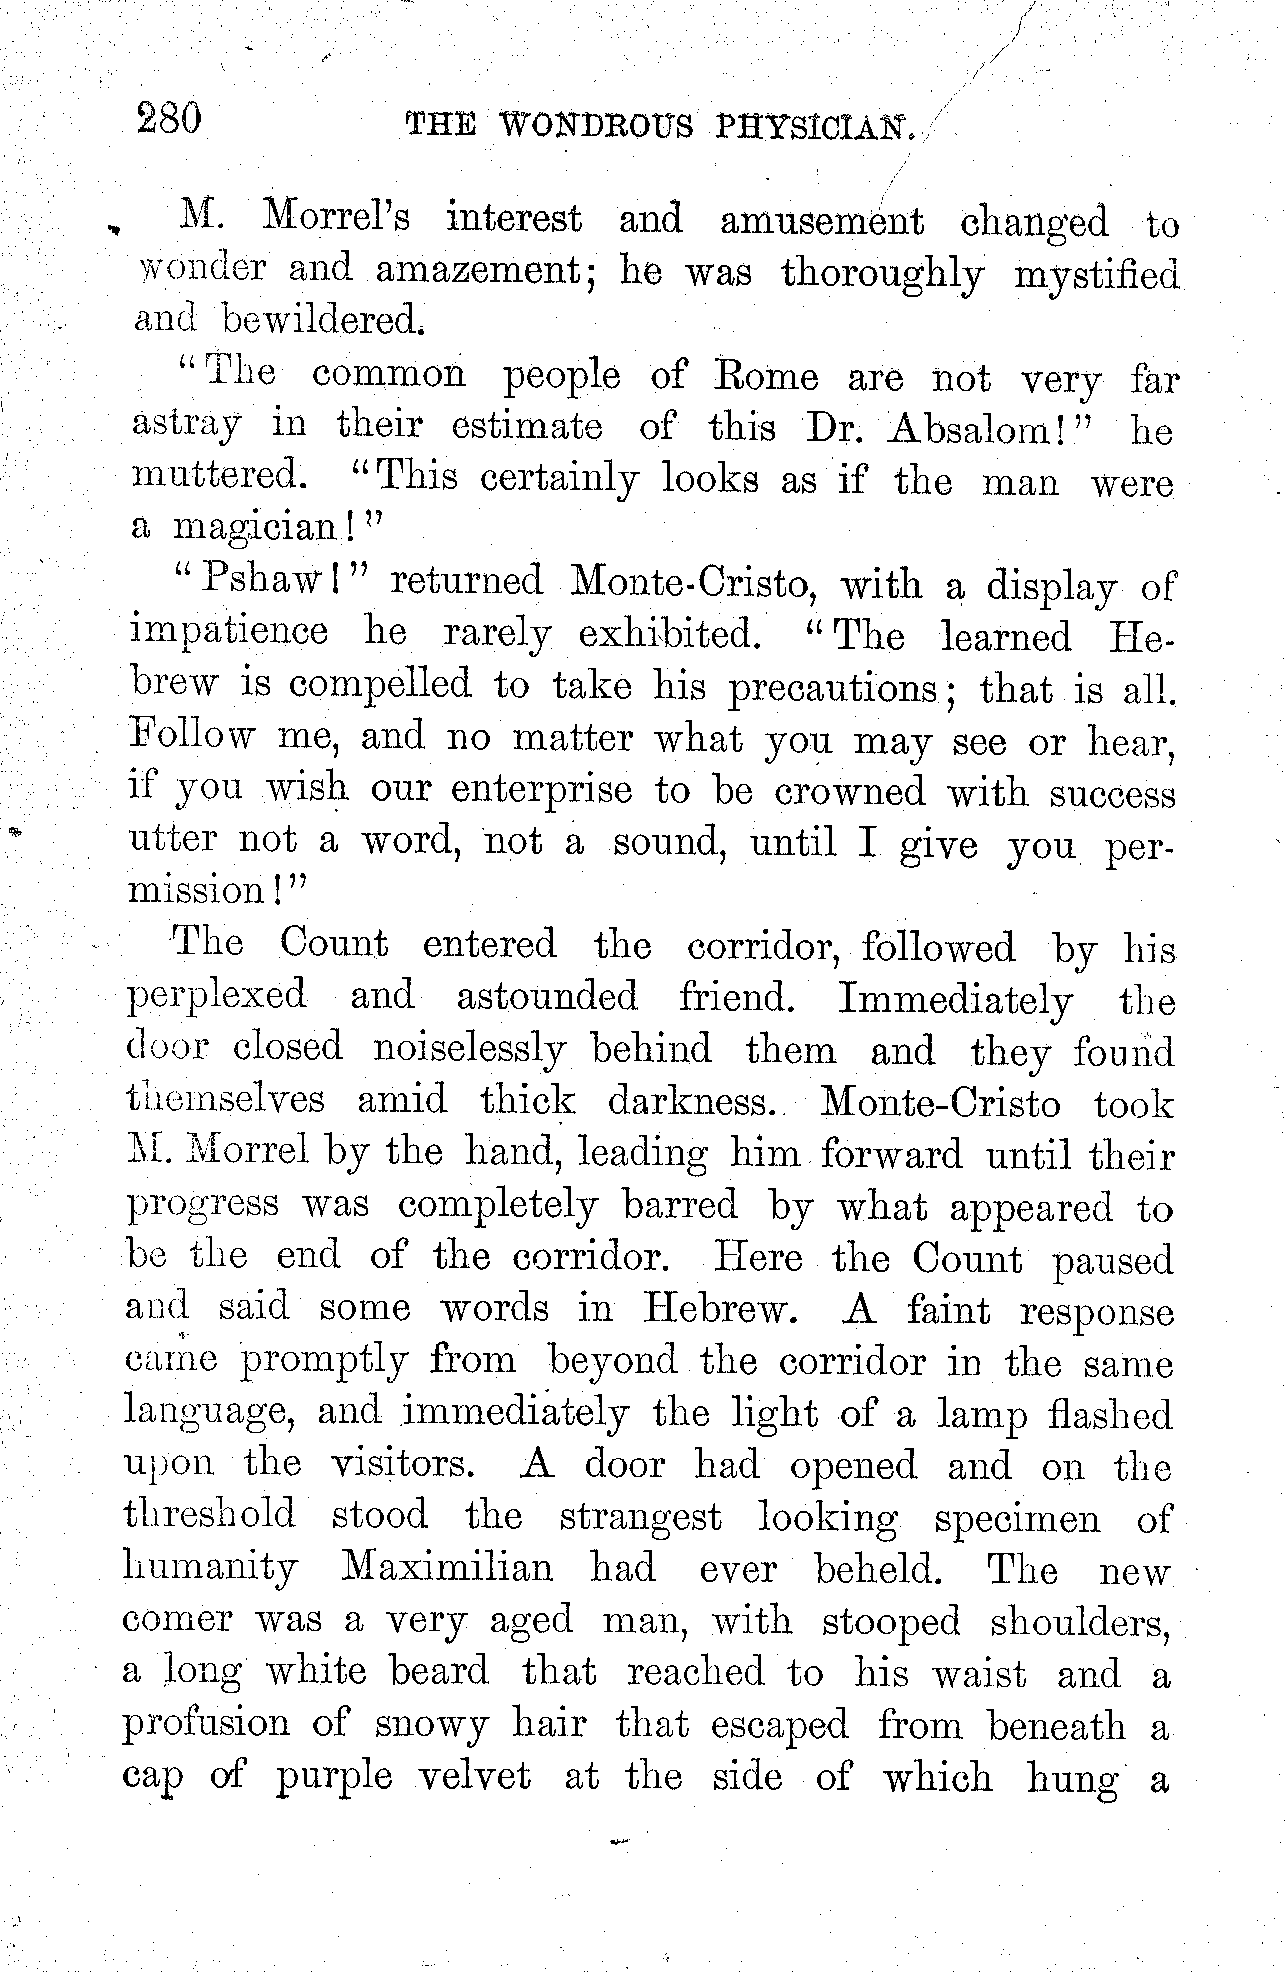 280 THE WONDROUS PHYSICIAN.
M. Morrel's interest and amusement changed to
wonder and amazement; he was thoroughly mystified
and bewildered.
"The common people of Rome are not very far
astray in their estimate of this Dr. Absalom!" he
muttered. "This certainly looks as if the man were
a magician!"
"Pshaw!" returned Monte-Cristo, with a display of
impatience he rarely exhibited. "The learned He-
brew is compelled to take his precautions; that is all.
Follow me, and no matter what you may see or hear,
if you wish our enterprise to be crowned with success
utter not a word, not a sound, until I give you per-
mission!"
The Count entered the corridor, followed by his
perplexed and astounded friend. Immediately the
door closed noiselessly behind them and they found
themselves amid thick darkness. Monte-Cristo took
M. Morrel by the hand, leading him forward until their
progress was completely barred by what appeared to
be the end of the corridor. Here the Count paused
and said some words in Hebrew. A faint response
came promptly from beyond the corridor in the same
language, and immediately the light of a lamp flashed
upon the visitors. A door had opened and on the
threshold stood the strangest looking specimen of
humanity Maximilian had ever beheld. The new
comer was a very aged man, with stooped shoulders,
a long white beard that reached to his waist and a
profusion of snowy hair that escaped from beneath a
cap of purple velvet at the side of which hung a